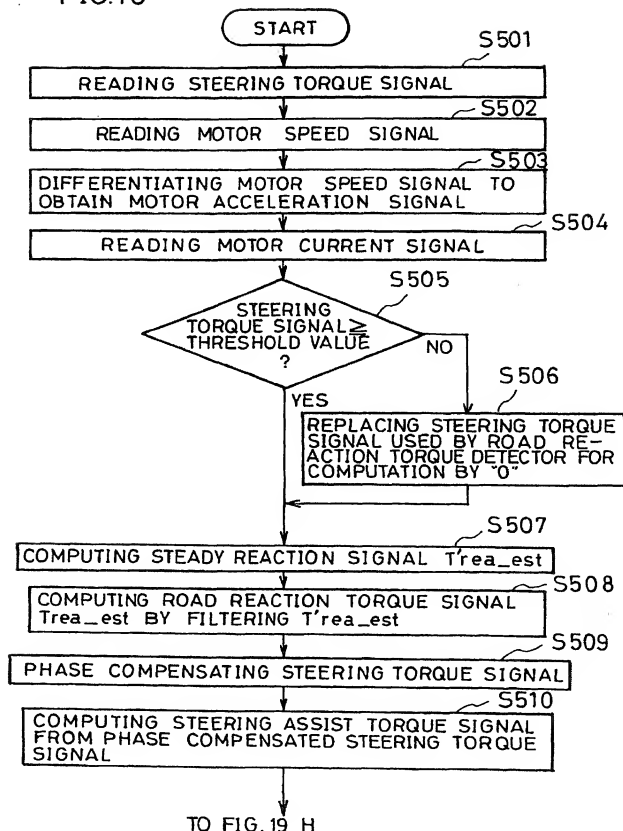 FIG.18
START
S501
READING STEERING TORQUE SIGNAL
S502
READING MOTOR SPEED SIGNAL
S503
DIFFERENTIATING MOTOR SPEED SIGNAL TO
OBTAIN MOTOR ACCELERATION SIGNAL
S504
READING MOTOR CURRENT SIGNAL
S505
STEERING
TORQUE SIGNAL ≧
THRESHOLD VALUE
?
NO
YES
S506
REPLACING STEERING TORQUE
SIGNAL USED BY ROAD RE-
ACTION TORQUE DETECTOR FOR
COMPUTATION BY "0"
S507
COMPUTING STEADY REACTION SIGNAL T'rea_est
S508
COMPUTING ROAD REACTION TORQUE SIGNAL
Trea_est BY FILTERING T'rea_est
S509
PHASE COMPENSATING STEERING TORQUE SIGNAL
S510
COMPUTING STEERING ASSIST TORQUE SIGNAL
FROM PHASE COMPENSATED STEERING TORQUE
SIGNAL
TO FIG. 19 H